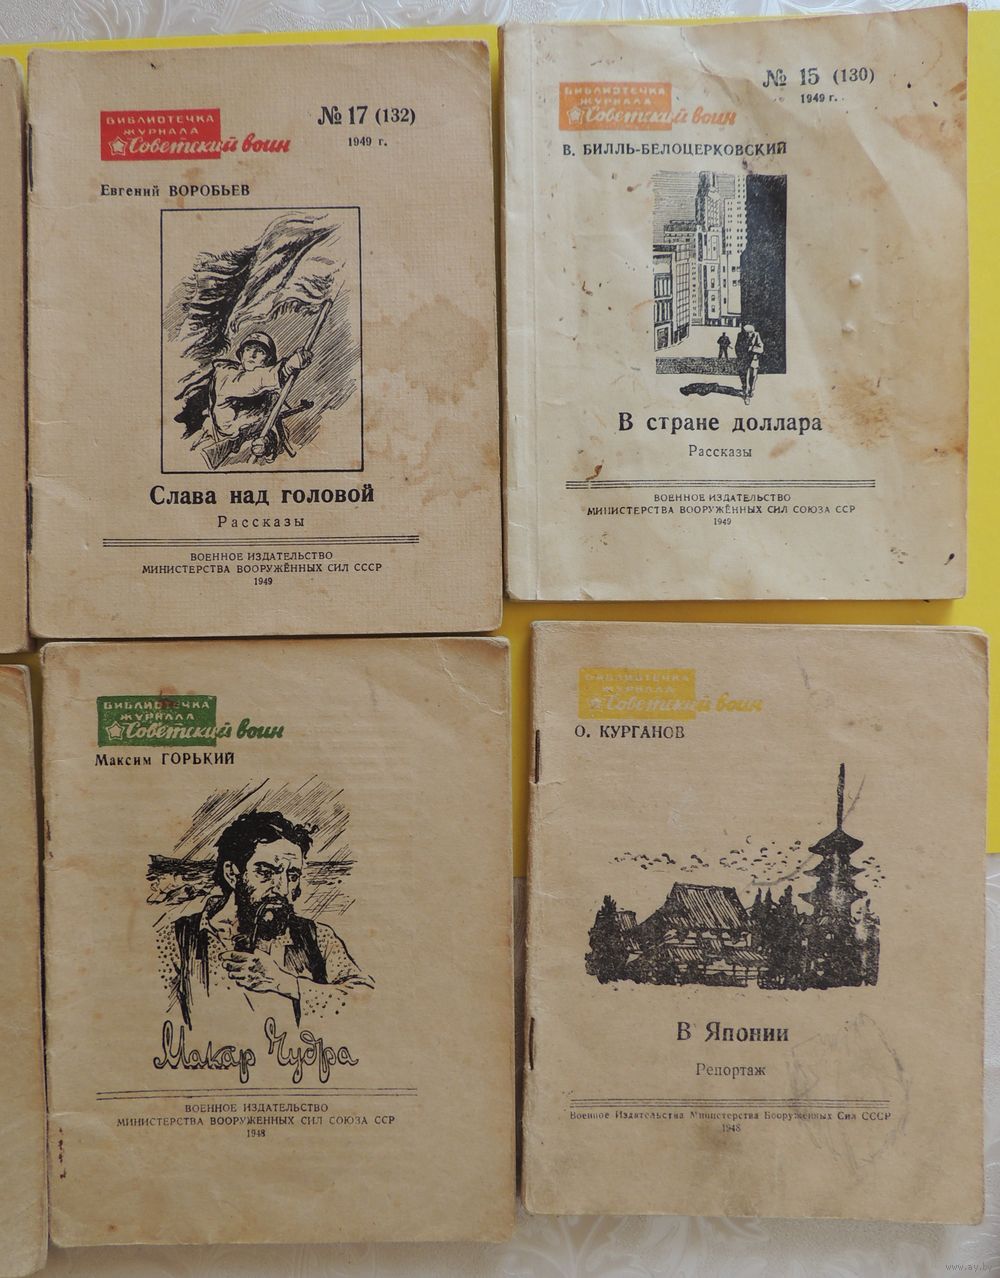 БИБЛИОТЕЧКА
ЖУРНАЛА
Советский воин
№ 17 (132)
1949 г.
Евгений ВОРОБЬЕВ
Слава над головой
Рассказы
ВОЕННОЕ ИЗДАТЕЛЬСТВО
МИНИСТЕРСТВА ВООРУЖЁННЫХ СИЛ СССР
1949
БИБЛИОТЕЧКА
ЖУРНАЛА
Советский воин
№ 15 (130)
1949 г.
В. БИЛЛЬ-БЕЛОЦЕРКОВСКИЙ
В стране доллара
Рассказы
ВОЕННОЕ ИЗДАТЕЛЬСТВО
МИНИСТЕРСТВА ВООРУЖЁННЫХ СИЛ СОЮЗА ССР
1949
БИБЛИОТЕЧКА
ЖУРНАЛА
Советский воин
Максим ГОРЬКИЙ
Макар Чудра
ВОЕННОЕ ИЗДАТЕЛЬСТВО
МИНИСТЕРСТВА ВООРУЖЕННЫХ СИЛ СОЮЗА ССР
1948
БИБЛИОТЕЧКА
ЖУРНАЛА
Советский воин
О. КУРГАНОВ
В Японии
Репортаж
Военное Издательство Министерства Вооруженных Сил СССР
1948
www.ay.by